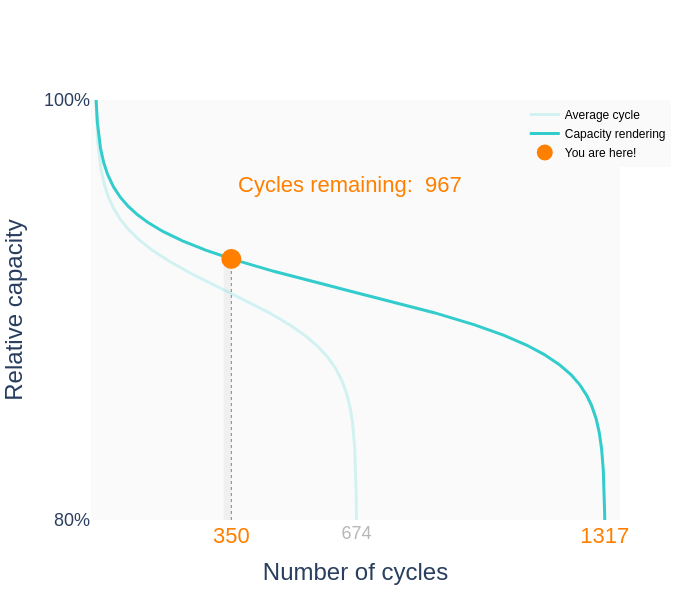 100%
Average cycle
Capacity rendering
You are here!
Cycles remaining:  967
Relative capacity
80%
350
674
1317
Number of cycles